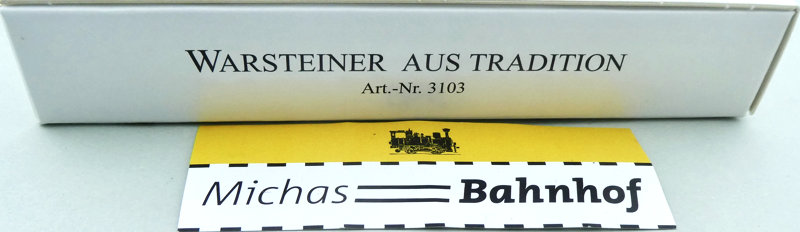 WARSTEINER AUS TRADITION
Art.-Nr. 3103
Michas Bahnhof